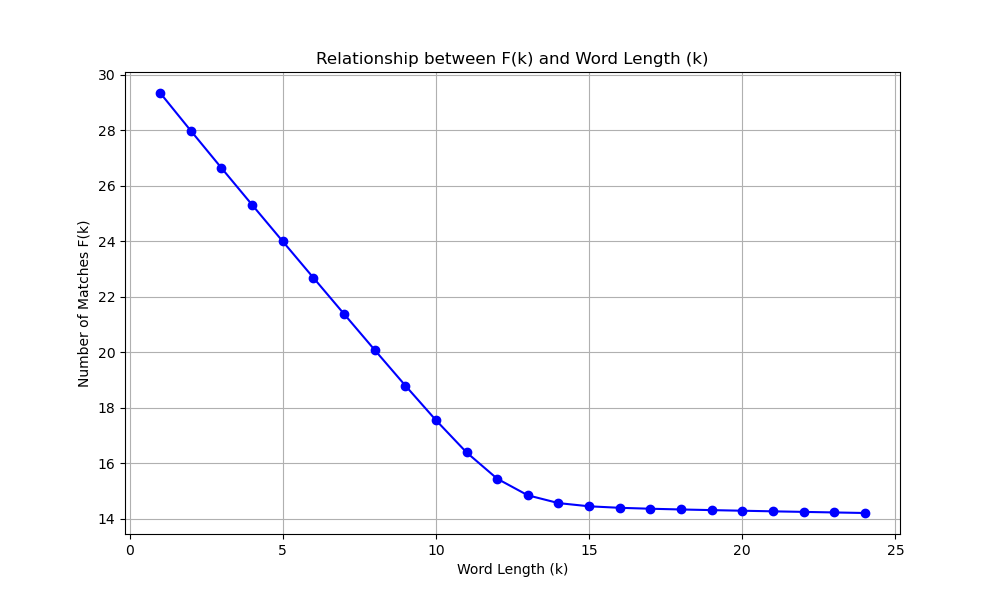 Relationship between F(k) and Word Length (k)
Number of Matches F(k)
30
28
26
24
22
20
18
16
14
0 5 10 15 20 25
Word Length (k)